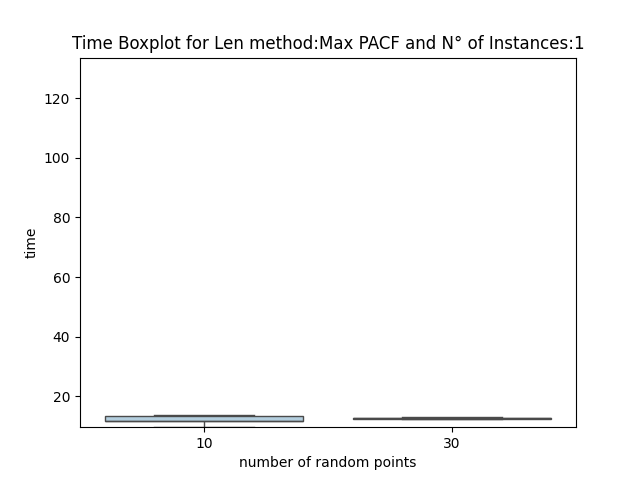 Time Boxplot for Len method:Max PACF and N° of Instances:1
120
100
80
60
40
20
time
10
30
number of random points